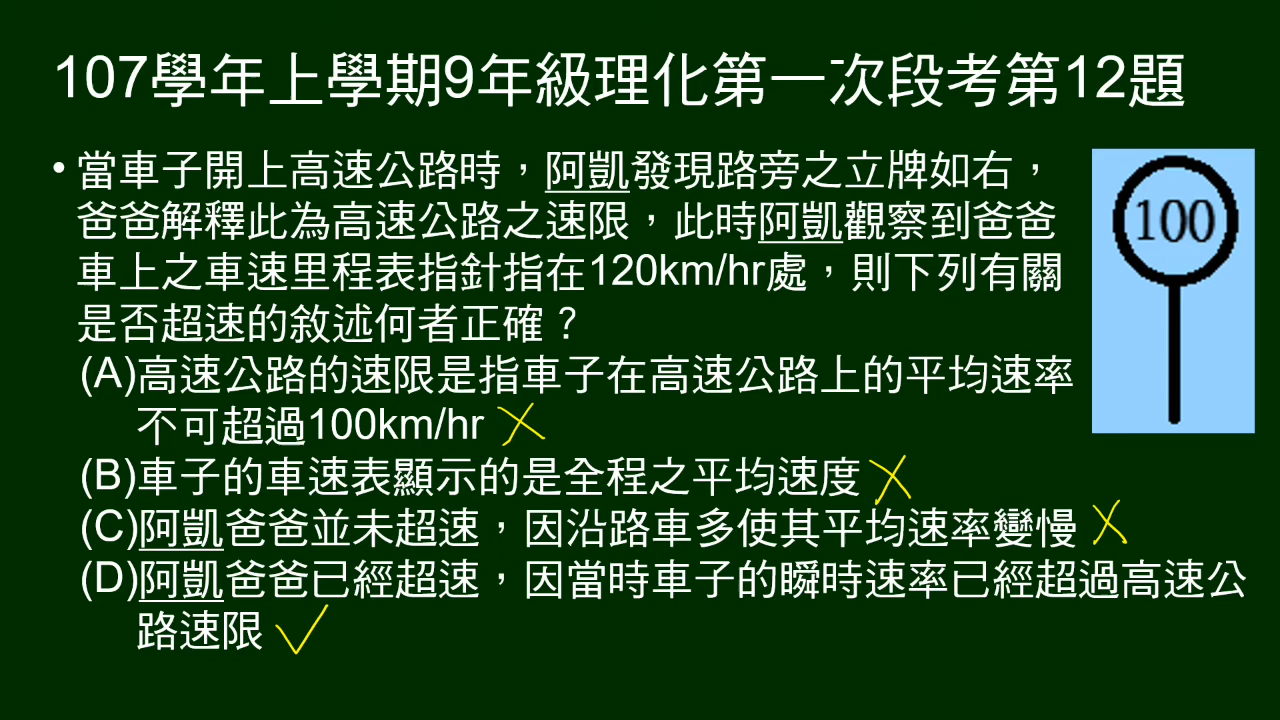 107學年上學期9年級理化第一次段考第12題
• 當車子開上高速公路時，阿凱發現路旁之立牌如右，
爸爸解釋此為高速公路之速限，此時阿凱觀察到爸爸
車上之車速里程表指針指在120km/hr處，則下列有關
是否超速的敘述何者正確？
(A)高速公路的速限是指車子在高速公路上的平均速率
不可超過100km/hr
(B)車子的車速表顯示的是全程之平均速度
(C)阿凱爸爸並未超速，因沿路車多使其平均速率變慢
(D)阿凱爸爸已經超速，因當時車子的瞬時速率已經超過高速公
路速限
100